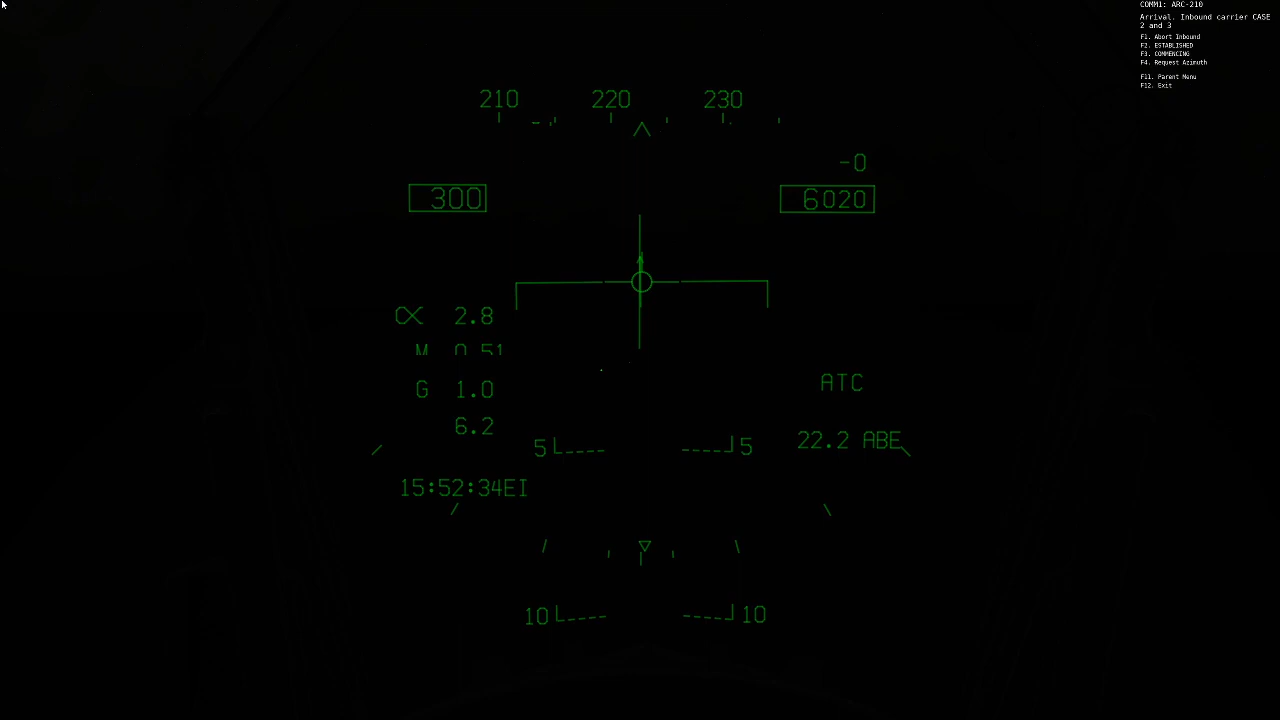 COMM1: ARC-210
Arrival. Inbound carrier CASE
2 and 3
F1. Abort Inbound
F2. ESTABLISHED
F3. COMMENCING
F4. Request Azimuth
F11. Parent Menu
F12. Exit
210 220 230
-0
300 6020
α 2.8
M 0.51
G 1.0
ATC
6.2
5 5 22.2 ABE
15:52:34EI
10 10